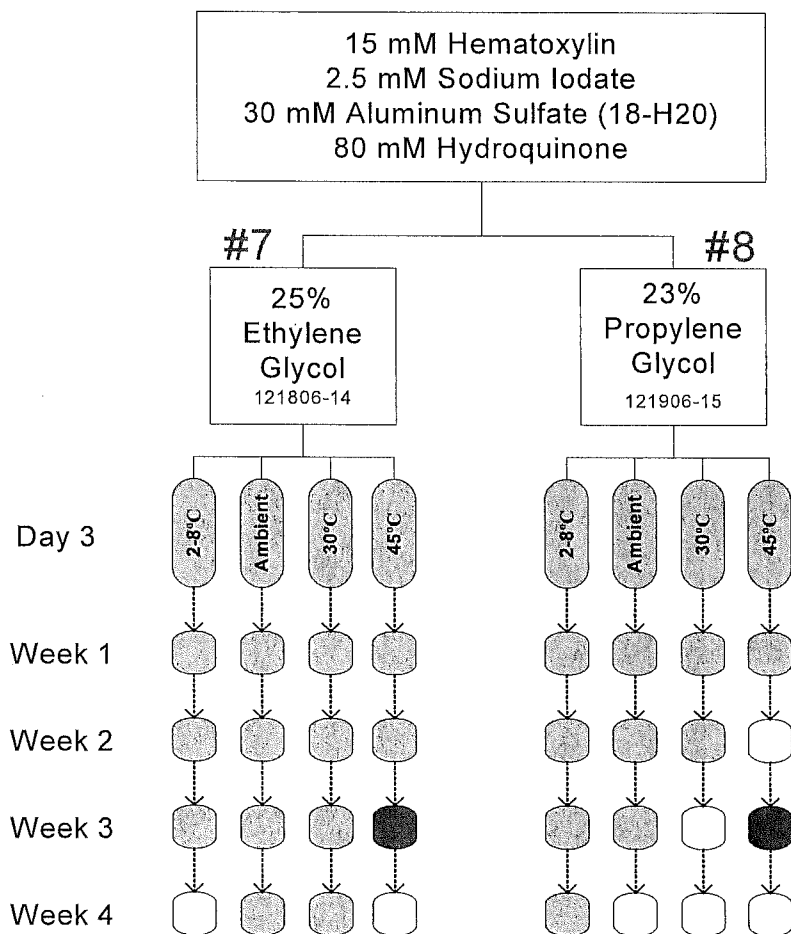 15 mM Hematoxylin
2.5 mM Sodium Iodate
30 mM Aluminum Sulfate (18-H20)
80 mM Hydroquinone
#7
#8
25%
Ethylene
Glycol
121806-14
23%
Propylene
Glycol
121906-15
Day 3
2-8°C
Ambient
30°C
45°C
2-8°C
Ambient
30°C
45°C
Week 1
Week 2
Week 3
Week 4